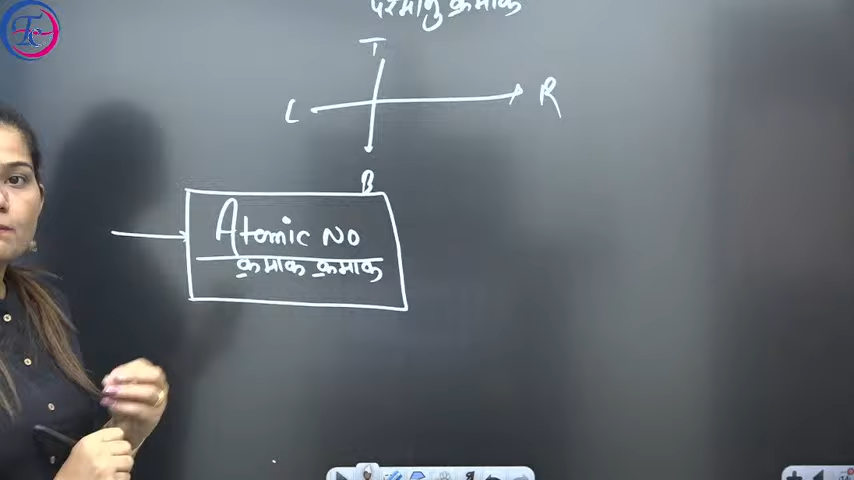 परमाणु क्रमांक
T
L R
B
Atomic No
क्रमाक क्रमाक